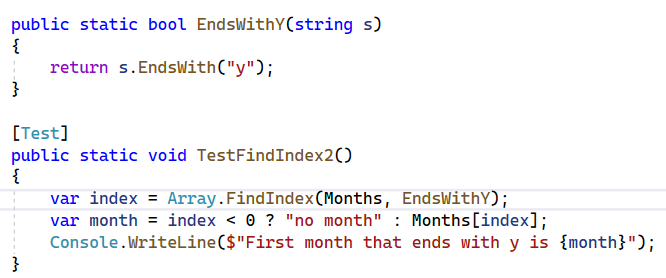 public static bool EndsWithY(string s)
{
    return s.EndsWith("y");
}

[Test]
public static void TestFindIndex2()
{
    var index = Array.FindIndex(Months, EndsWithY);
    var month = index < 0 ? "no month" : Months[index];
    Console.WriteLine($"First month that ends with y is {month}");
}